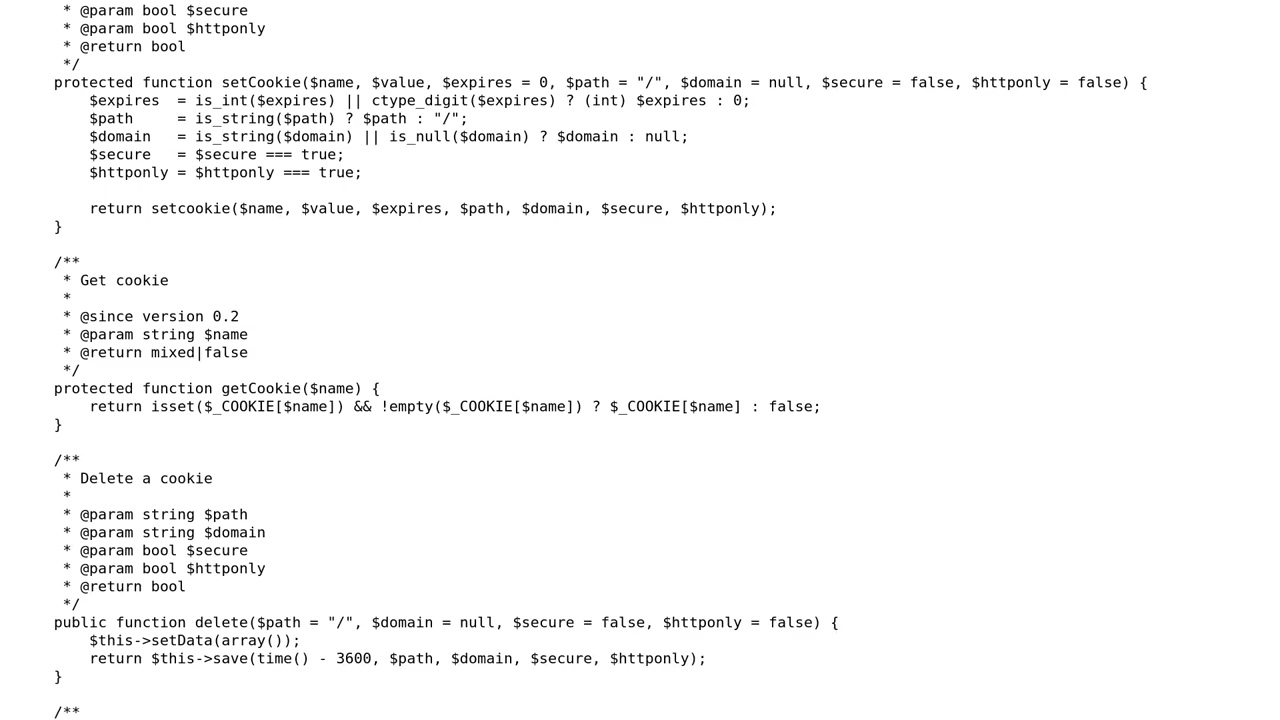 * @param bool $secure
     * @param bool $httponly
     * @return bool
     */
    protected function setCookie($name, $value, $expires = 0, $path = "/", $domain = null, $secure = false, $httponly = false) {
        $expires  = is_int($expires) || ctype_digit($expires) ? (int) $expires : 0;
        $path     = is_string($path) ? $path : "/";
        $domain   = is_string($domain) || is_null($domain) ? $domain : null;
        $secure   = $secure === true;
        $httponly = $httponly === true;

        return setcookie($name, $value, $expires, $path, $domain, $secure, $httponly);
    }

    /**
     * Get cookie
     *
     * @since version 0.2
     * @param string $name
     * @return mixed|false
     */
    protected function getCookie($name) {
        return isset($_COOKIE[$name]) && !empty($_COOKIE[$name]) ? $_COOKIE[$name] : false;
    }

    /**
     * Delete a cookie
     *
     * @param string $path
     * @param string $domain
     * @param bool $secure
     * @param bool $httponly
     * @return bool
     */
    public function delete($path = "/", $domain = null, $secure = false, $httponly = false) {
        $this->setData(array());
        return $this->save(time() - 3600, $path, $domain, $secure, $httponly);
    }

    /**